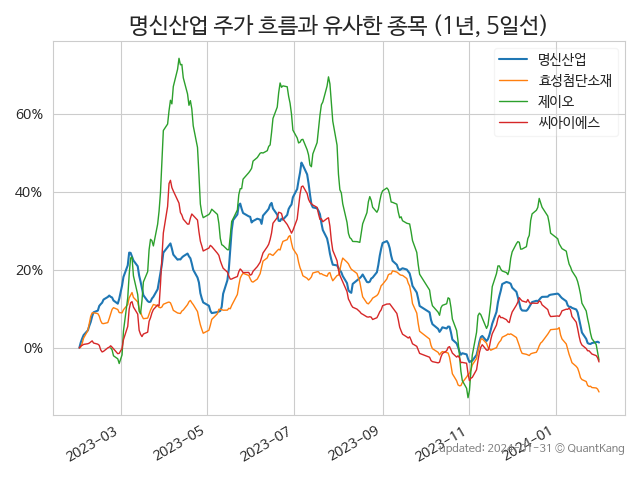 명신산업 주가 흐름과 유사한 종목 (1년, 5일선)
명신산업
효성첨단소재
제이오
씨아이에스
60%
40%
20%
0%
2023-03
2023-05
2023-07
2023-09
2023-11
2024-01
updated: 2024-01-31 © QuantKang